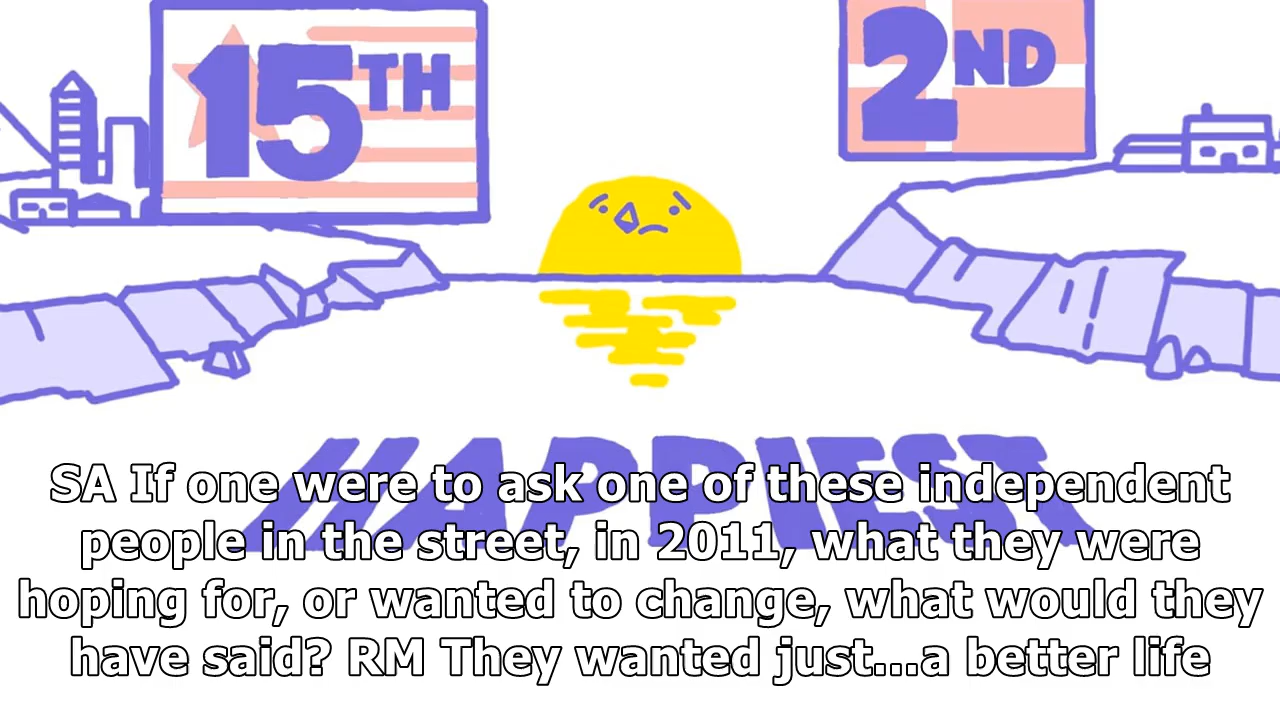 15TH
2ND
HAPPIEST
SA If one were to ask one of these independent
people in the street, in 2011, what they were
hoping for, or wanted to change, what would they
have said? RM They wanted just...a better life